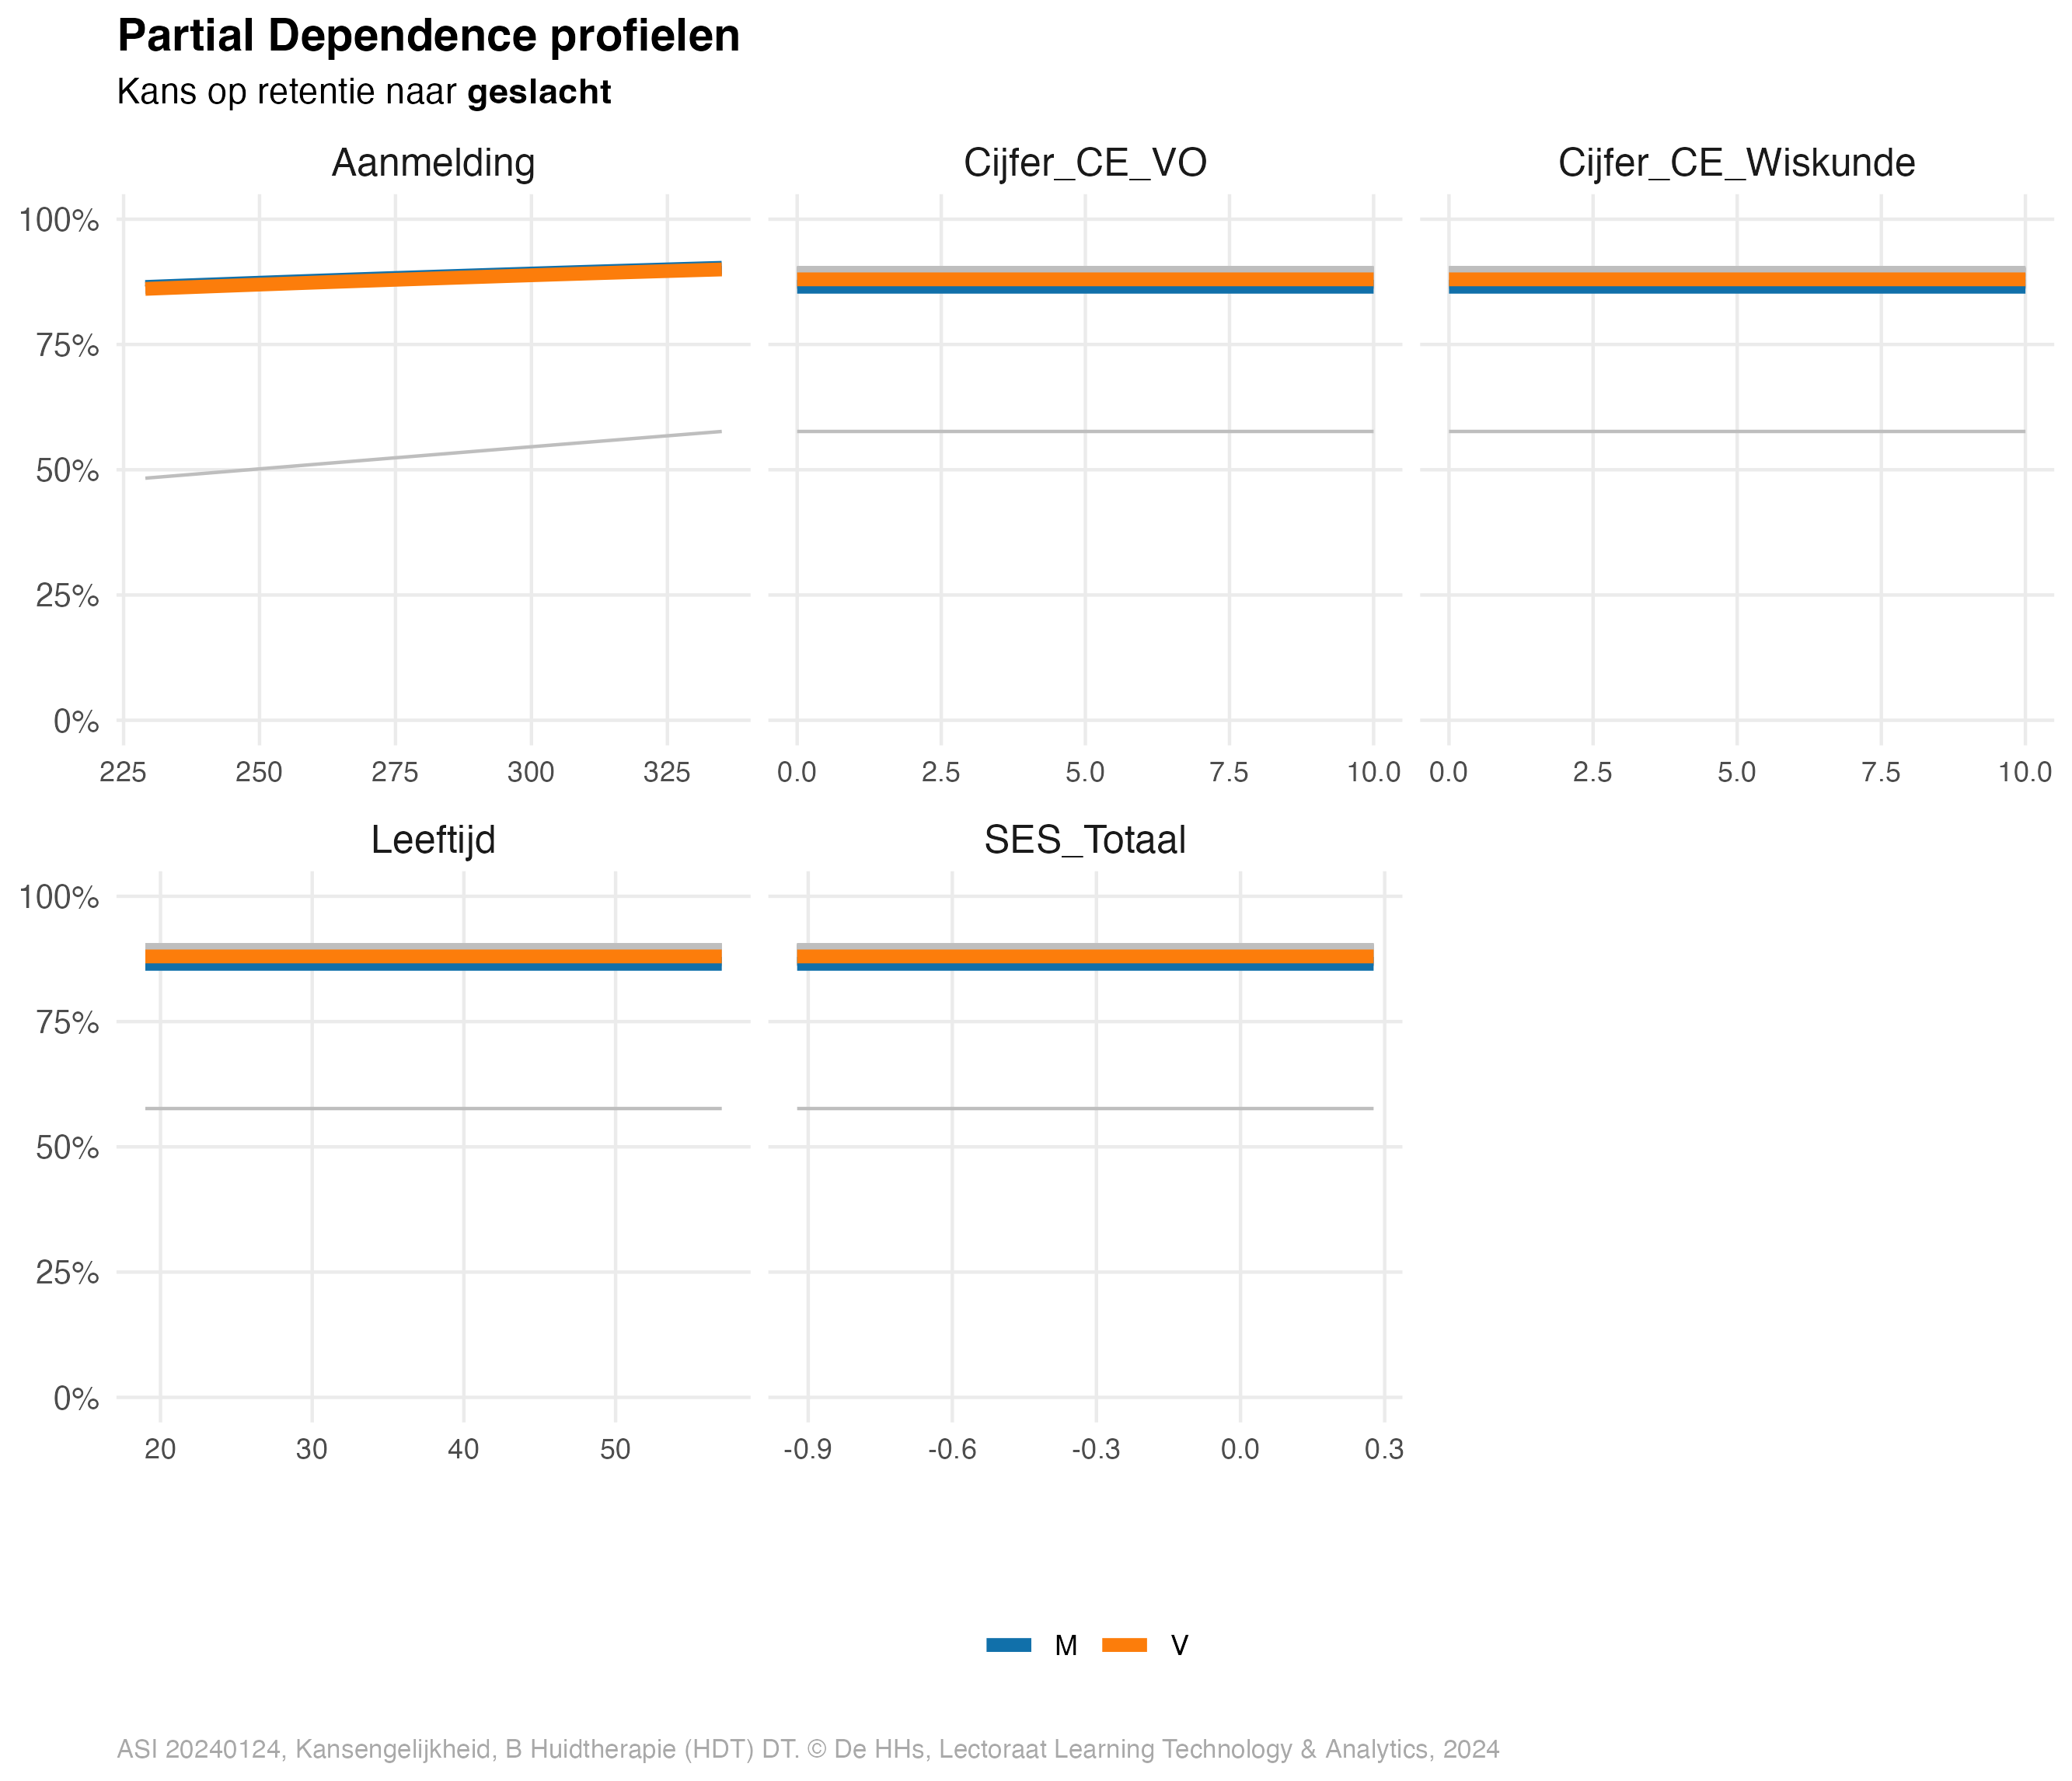 Partial Dependence profielen
Kans op retentie naar geslacht
Aanmelding Cijfer_CE_VO Cijfer_CE_Wiskunde
100%
75%
50%
25%
0%
225 250 275 300 325 0.0 2.5 5.0 7.5 10.0 0.0 2.5 5.0 7.5 10.0
Leeftijd SES_Totaal
100%
75%
50%
25%
0%
20 30 40 50 -0.9 -0.6 -0.3 0.0 0.3
M V
ASI 20240124, Kansengelijkheid, B Huidtherapie (HDT) DT. © De HHs, Lectoraat Learning Technology & Analytics, 2024